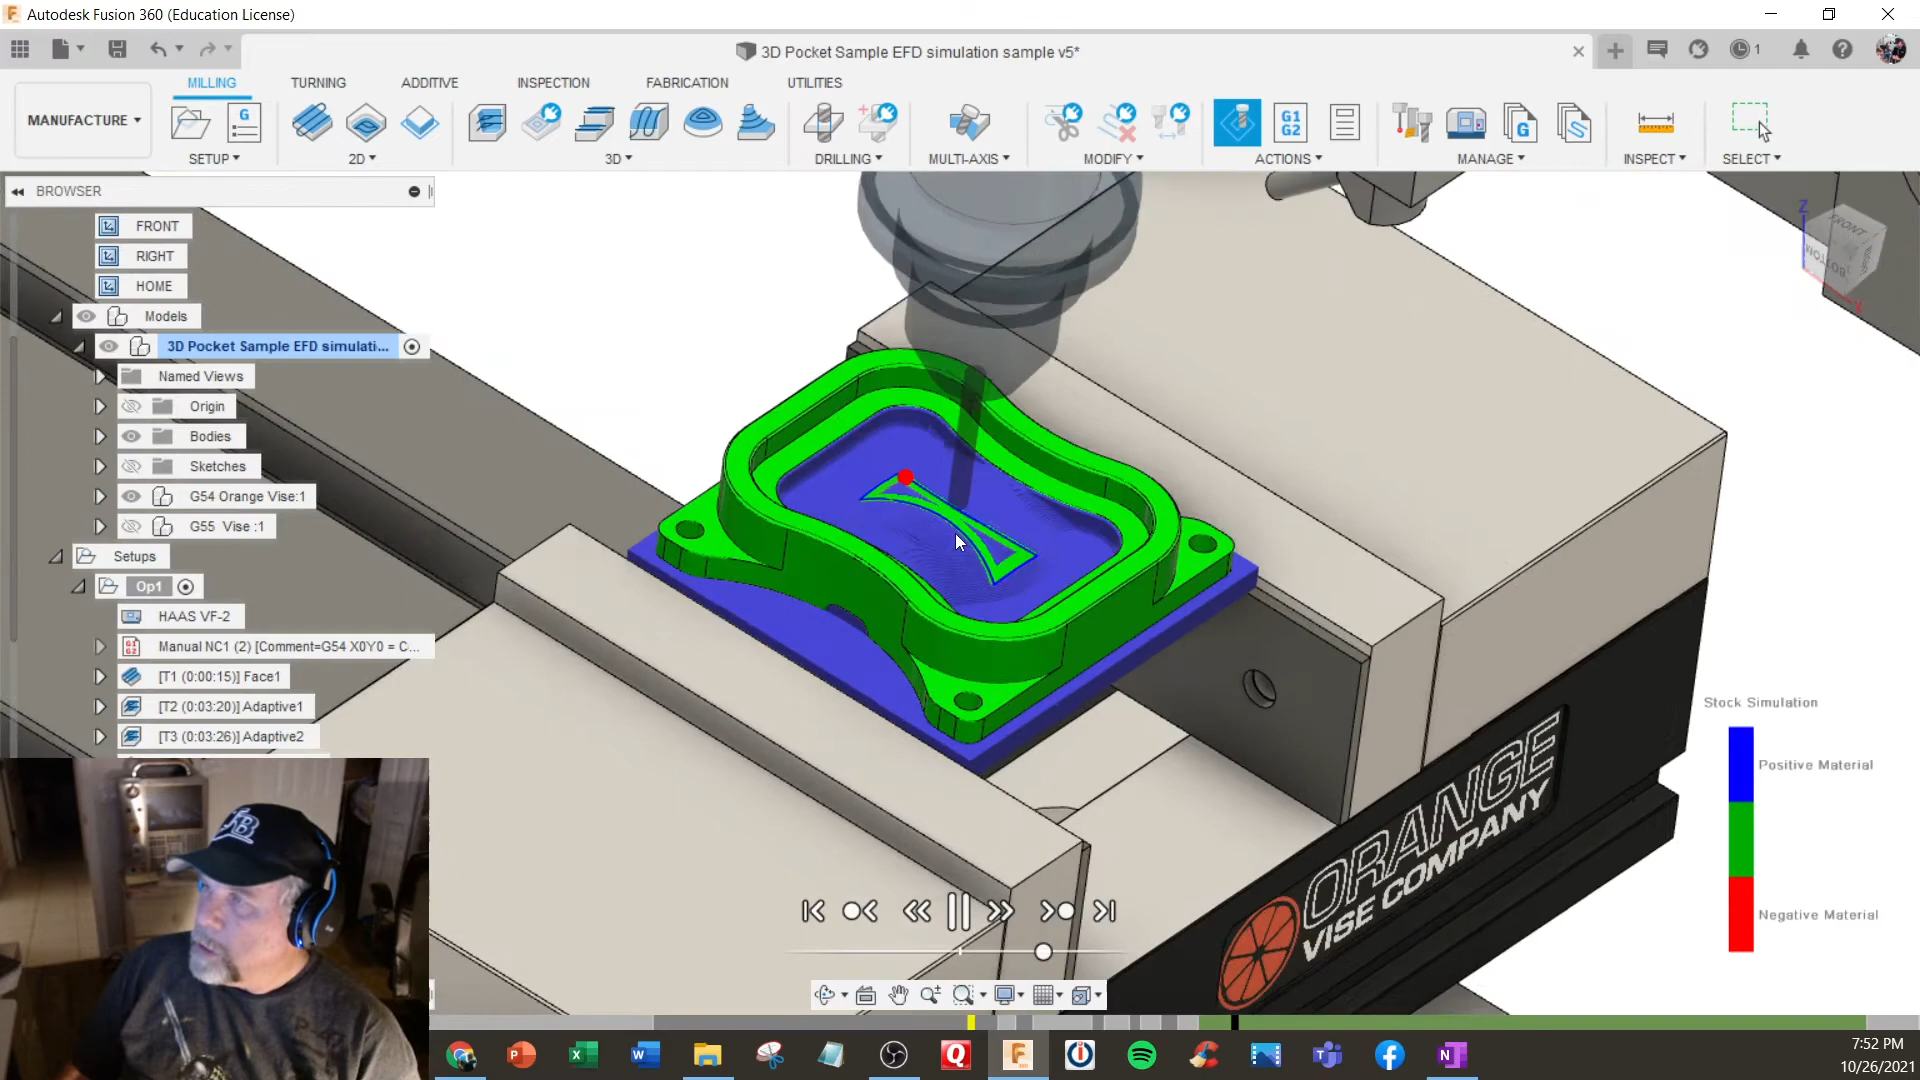 Autodesk Fusion 360 (Education License)
3D Pocket Sample EFD simulation sample v5*
1
MILLING TURNING ADDITIVE INSPECTION FABRICATION UTILITIES
MANUFACTURE
G
G1
G2
G
SETUP 2D 3D DRILLING MULTI-AXIS MODIFY ACTIONS MANAGE INSPECT SELECT
BROWSER
FRONT
RIGHT
HOME
Models
3D Pocket Sample EFD simulati...
Named Views
Origin
Bodies
Sketches
G54 Orange Vise:1
G55 Vise :1
Setups
Op1
HAAS VF-2
Manual NC1 (2) [Comment=G54 X0Y0 = C...
[T1 (0:00:15)] Face1
[T2 (0:03:20)] Adaptive1
[T3 (0:03:26)] Adaptive2
Z
FRONT
BOTTOM
Stock Simulation
Positive Material
Negative Material
ORANGE
VISE COMPANY
7:52 PM
10/26/2021